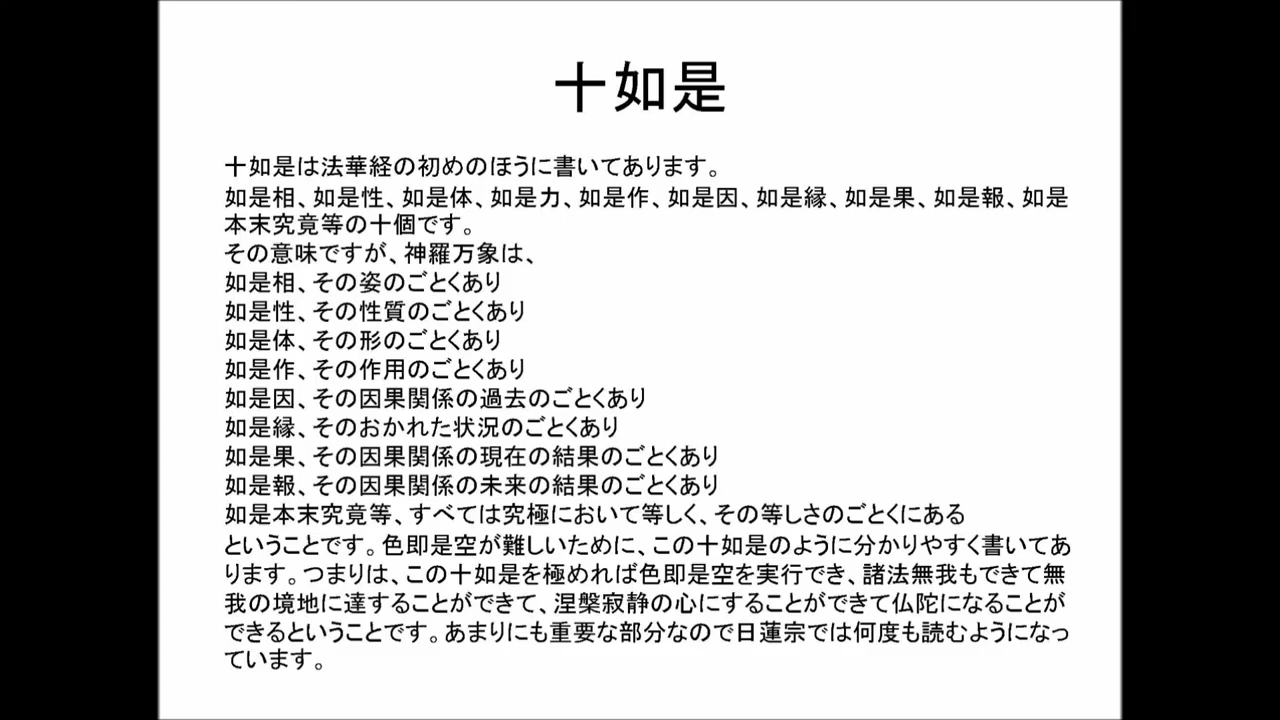 十如是
十如是は法華経の初めのほうに書いてあります。
如是相、如是性、如是体、如是力、如是作、如是因、如是縁、如是果、如是報、如是
本末究竟等の十個です。
その意味ですが、神羅万象は、
如是相、その姿のごとくあり
如是性、その性質のごとくあり
如是体、その形のごとくあり
如是作、その作用のごとくあり
如是因、その因果関係の過去のごとくあり
如是縁、そのおかれた状況のごとくあり
如是果、その因果関係の現在の結果のごとくあり
如是報、その因果関係の未来の結果のごとくあり
如是本末究竟等、すべては究極において等しく、その等しさのごとくにある
ということです。色即是空が難しいために、この十如是のように分かりやすく書いてあ
ります。つまりは、この十如是を極めれば色即是空を実行でき、諸法無我もできて無
我の境地に達することができて、涅槃寂静の心にすることができて仏陀になることが
できるということです。あまりにも重要な部分なので日蓮宗では何度も読むようになっ
ています。